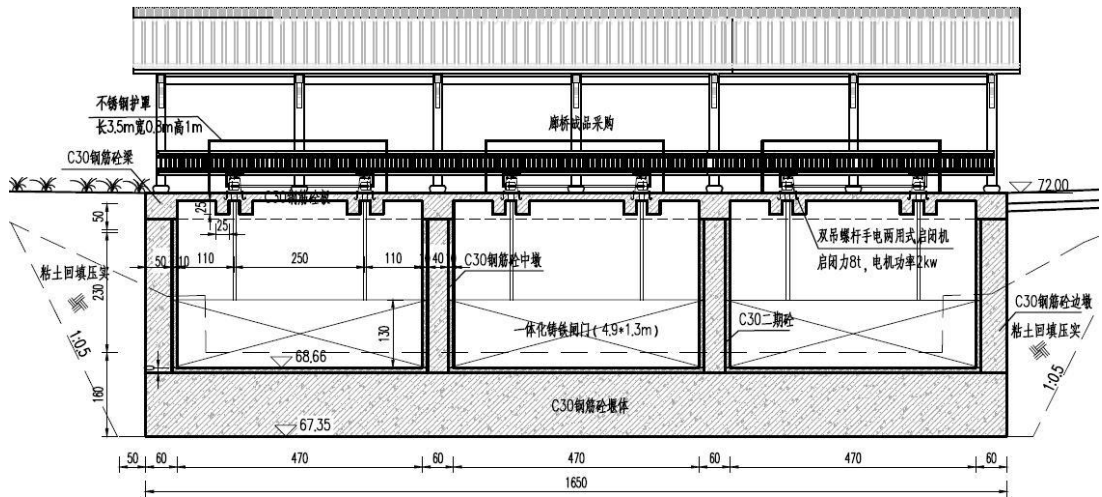 不锈钢护罩
长3.5m宽0.8m高1m
廊桥成品采购
C30钢筋砼梁
C30钢筋砼板
72.00
50
25
25
双吊螺杆手电两用式启闭机
启闭力8t,电机功率2kw
50
10
110
250
110
10
40
C30钢筋砼中墩
粘土回填压实
230
1:0.5
130
一体化铸铁闸门(4.9*1.3m)
C30二期砼
C30钢筋砼边墩
粘土回填压实
1:0.5
68.66
160
C30钢筋砼堰体
67.35
50
60
470
60
470
60
470
60
1650